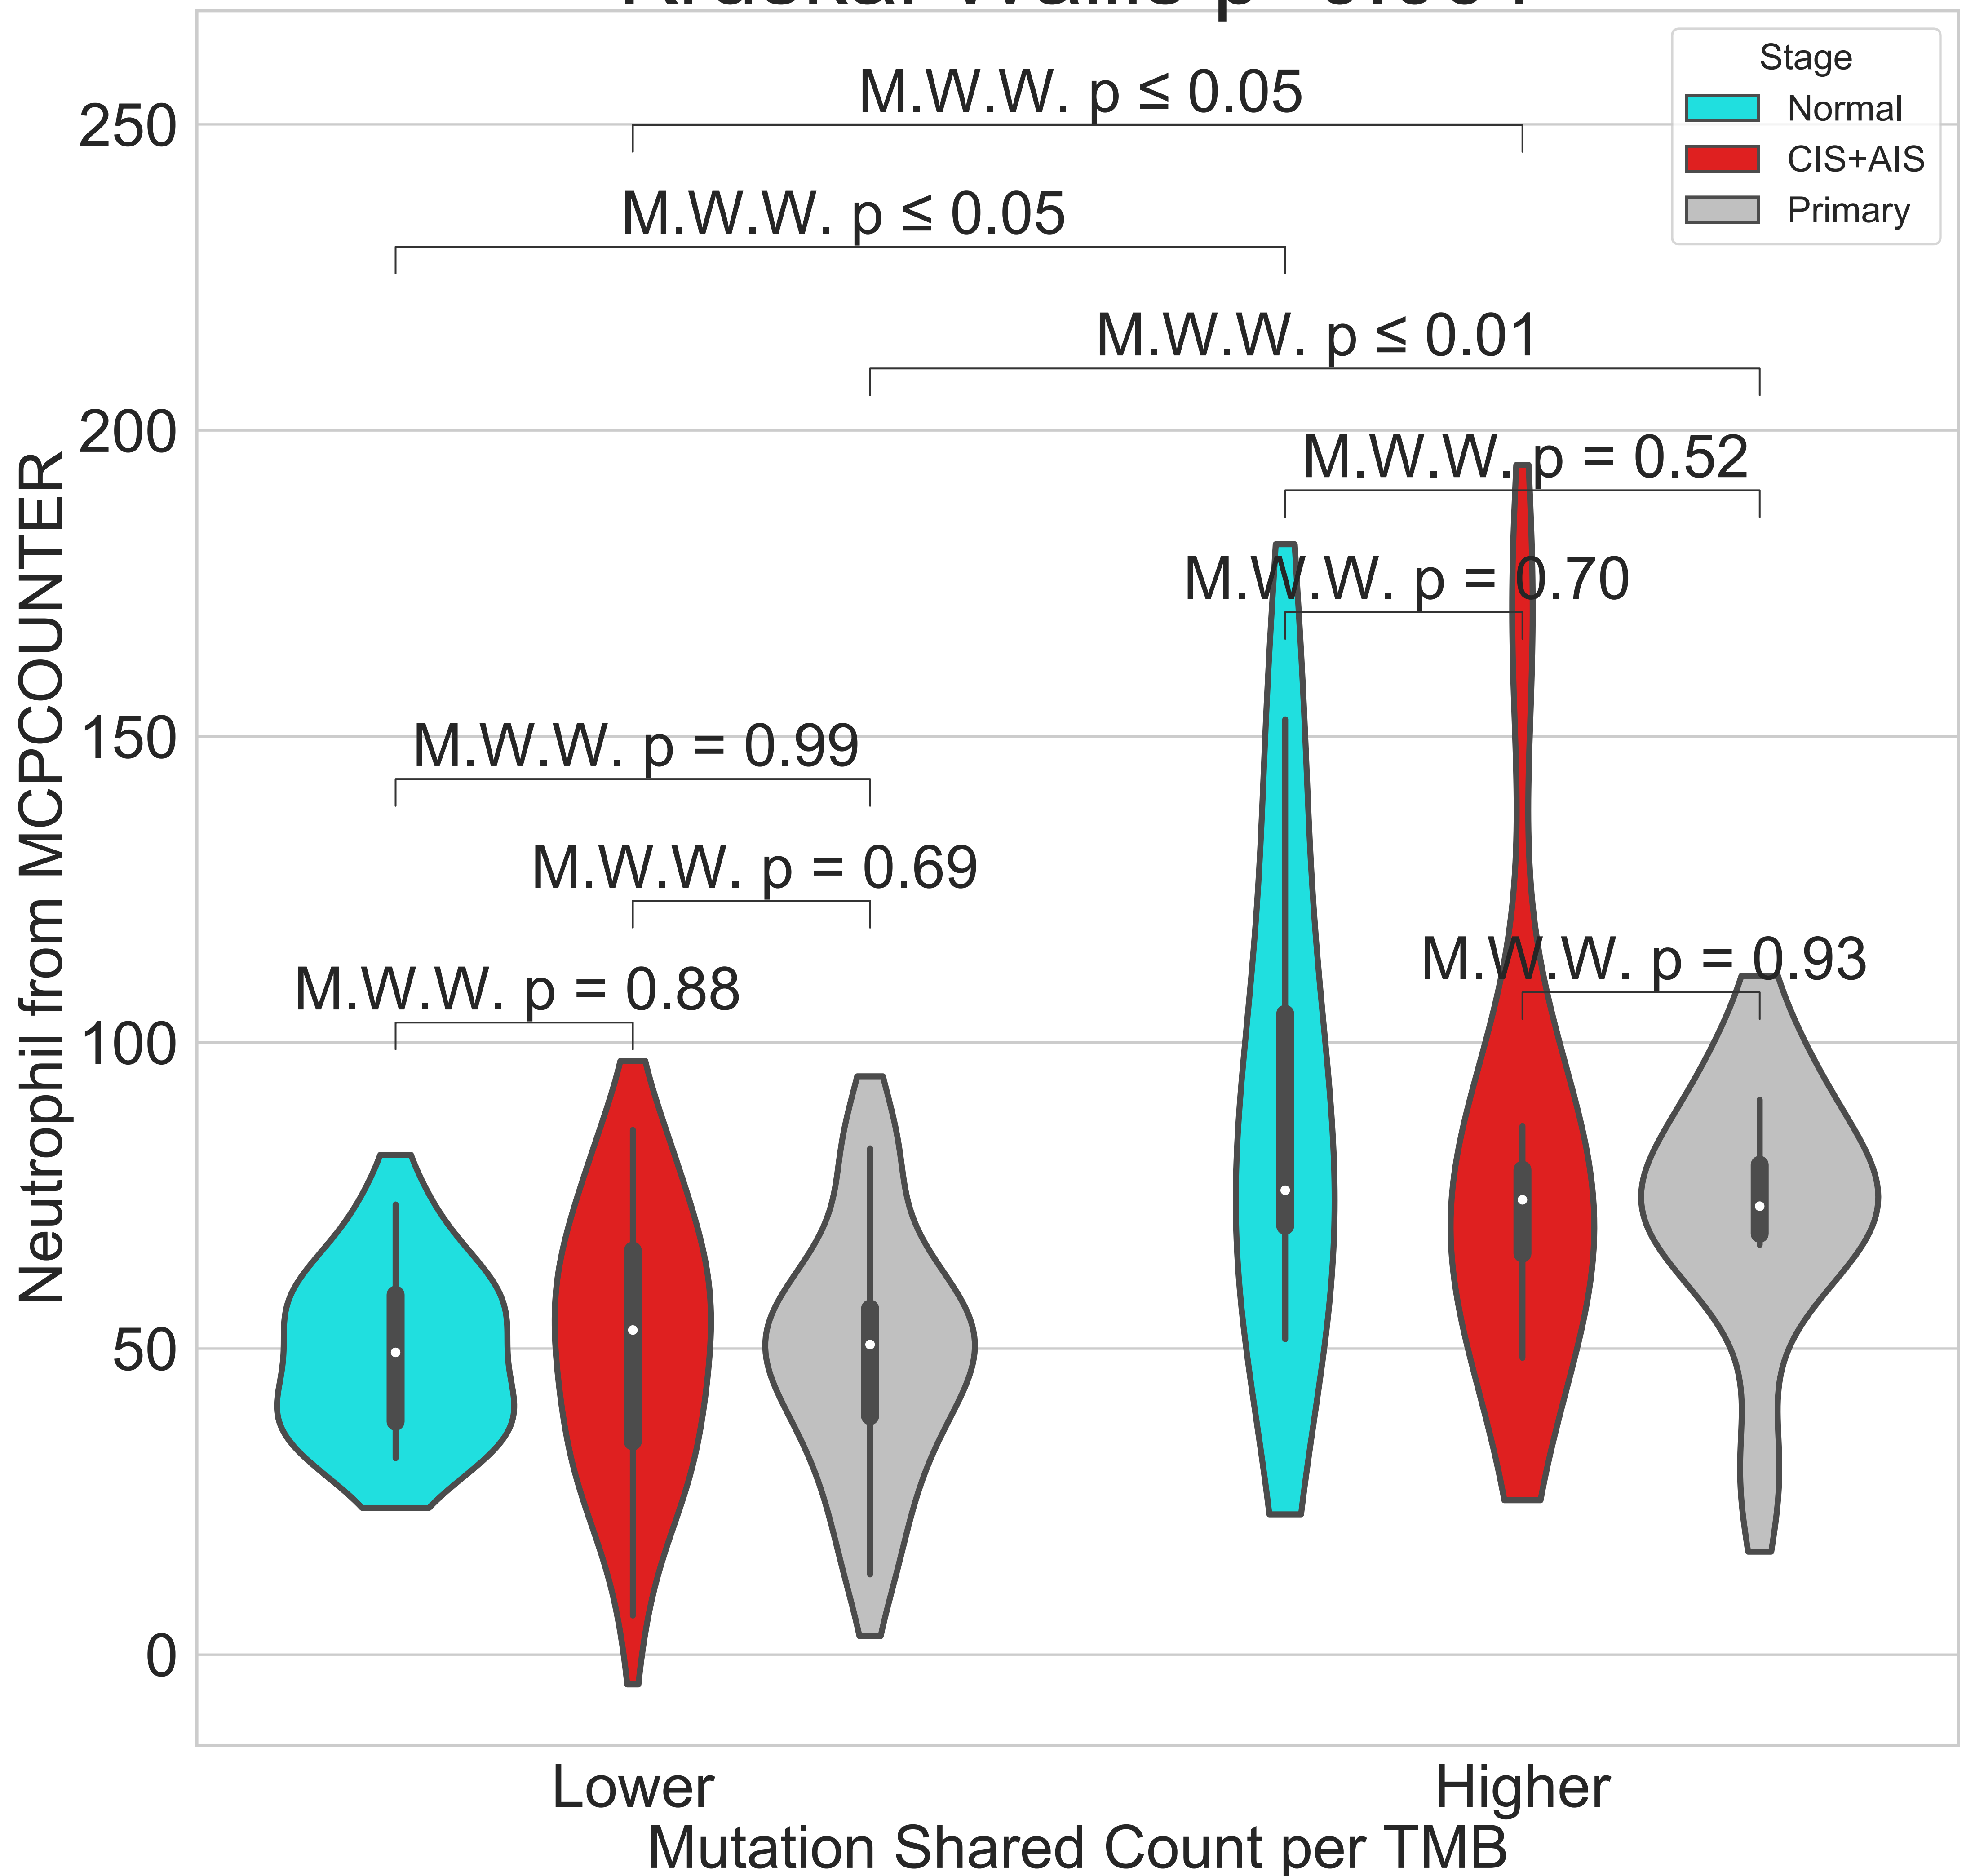 M.W.W. p ≤ 0.05
Stage
Normal
CIS+AIS
Primary
250
M.W.W. p ≤ 0.05
M.W.W. p ≤ 0.01
200
M.W.W. p = 0.52
M.W.W. p = 0.70
150
M.W.W. p = 0.99
M.W.W. p = 0.69
M.W.W. p = 0.93
M.W.W. p = 0.88
100
50
0
Neutrophil from MCPCOUNTER
Lower
Higher
Mutation Shared Count per TMB